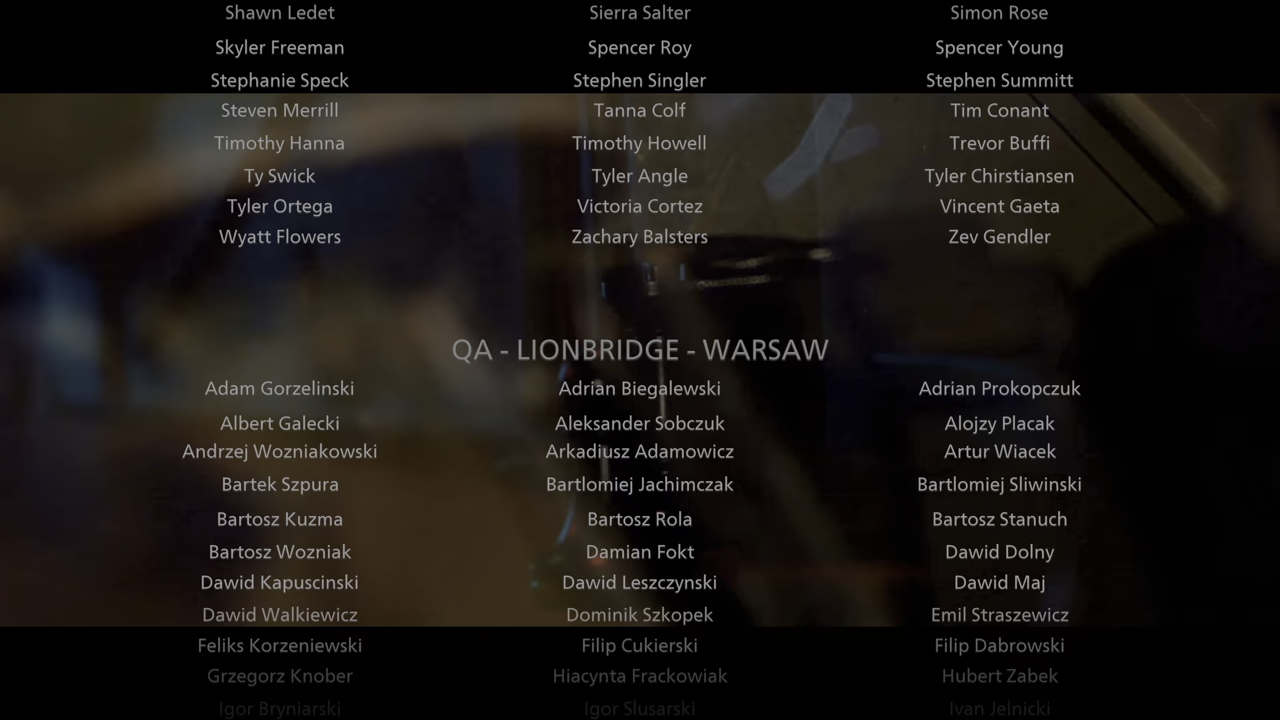 Shawn Ledet Sierra Salter Simon Rose
Skyler Freeman Spencer Roy Spencer Young
Stephanie Speck Stephen Singler Stephen Summitt
Steven Merrill Tanna Colf Tim Conant
Timothy Hanna Timothy Howell Trevor Buffi
Ty Swick Tyler Angle Tyler Chirstiansen
Tyler Ortega Victoria Cortez Vincent Gaeta
Wyatt Flowers Zachary Balsters Zev Gendler
QA - LIONBRIDGE - WARSAW
Adam Gorzelinski Adrian Biegalewski Adrian Prokopczuk
Albert Galecki Aleksander Sobczuk Alojzy Placak
Andrzej Wozniakowski Arkadiusz Adamowicz Artur Wiacek
Bartek Szpura Bartlomiej Jachimczak Bartlomiej Sliwinski
Bartosz Kuzma Bartosz Rola Bartosz Stanuch
Bartosz Wozniak Damian Fokt Dawid Dolny
Dawid Kapuscinski Dawid Leszczynski Dawid Maj
Dawid Walkiewicz Dominik Szkopek Emil Straszewicz
Feliks Korzeniewski Filip Cukierski Filip Dabrowski
Grzegorz Knober Hiacynta Frackowiak Hubert Zabek
Igor Bryniarski Igor Slusarski Ivan Jelnicki